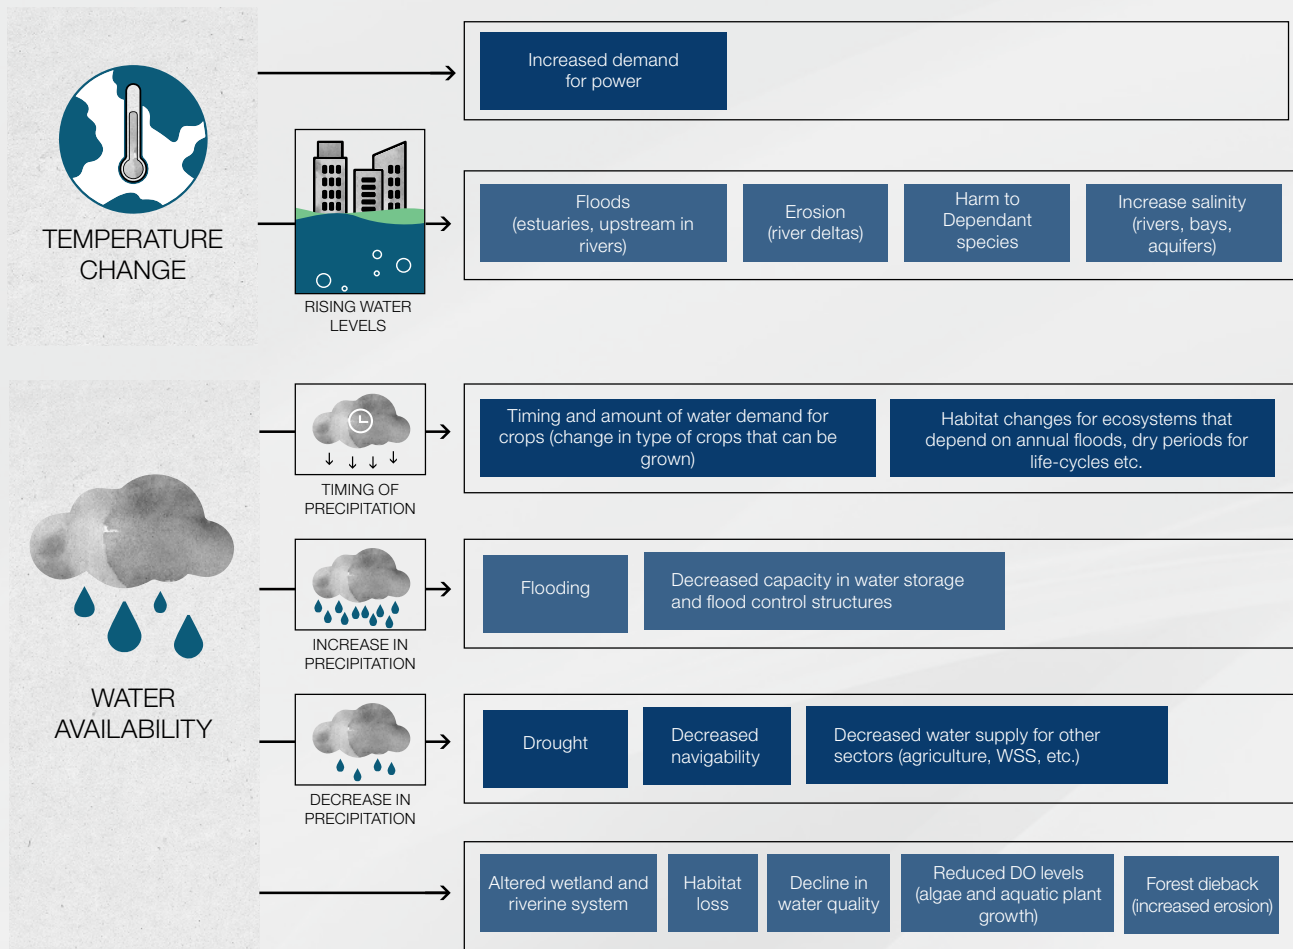 TEMPERATURE
CHANGE
Increased demand
for power
RISING WATER
LEVELS
Floods
(estuaries, upstream in
rivers)
Erosion
(river deltas)
Harm to
Dependant
species
Increase salinity
(rivers, bays,
aquifers)
WATER
AVAILABILITY
TIMING OF
PRECIPITATION
Timing and amount of water demand for
crops (change in type of crops that can be
grown)
Habitat changes for ecosystems that
depend on annual floods, dry periods for
life-cycles etc.
INCREASE IN
PRECIPITATION
Flooding
Decreased capacity in water storage
and flood control structures
DECREASE IN
PRECIPITATION
Drought
Decreased
navigability
Decreased water supply for other
sectors (agriculture, WSS, etc.)
Altered wetland and
riverine system
Habitat
loss
Decline in
water quality
Reduced DO levels
(algae and aquatic plant
growth)
Forest dieback
(increased erosion)